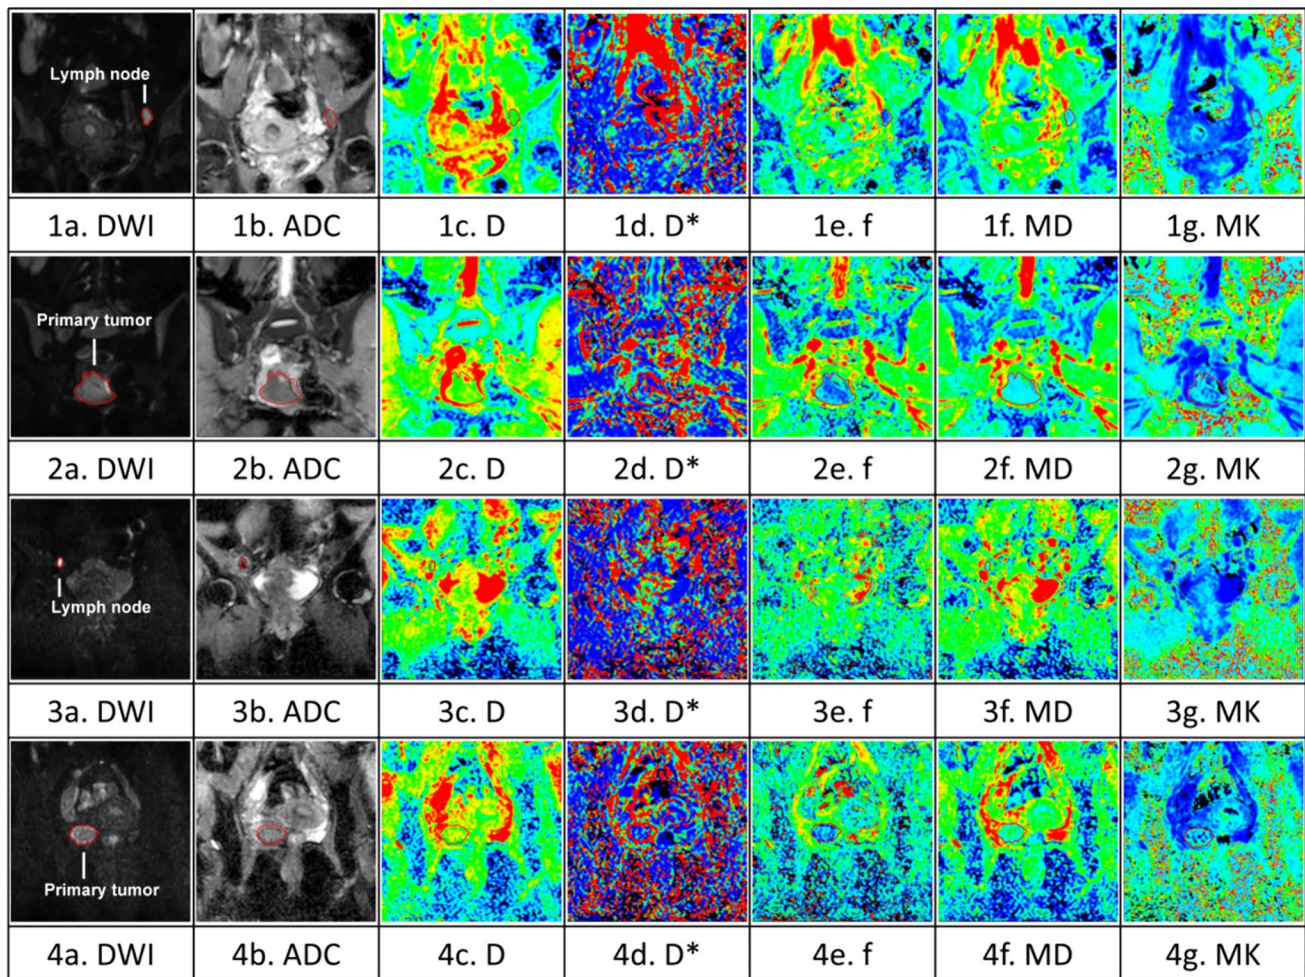 Lymph node
1a. DWI 1b. ADC 1c. D 1d. D* 1e. f 1f. MD 1g. MK
Primary tumor
2a. DWI 2b. ADC 2c. D 2d. D* 2e. f 2f. MD 2g. MK
Lymph node
3a. DWI 3b. ADC 3c. D 3d. D* 3e. f 3f. MD 3g. MK
Primary tumor
4a. DWI 4b. ADC 4c. D 4d. D* 4e. f 4f. MD 4g. MK